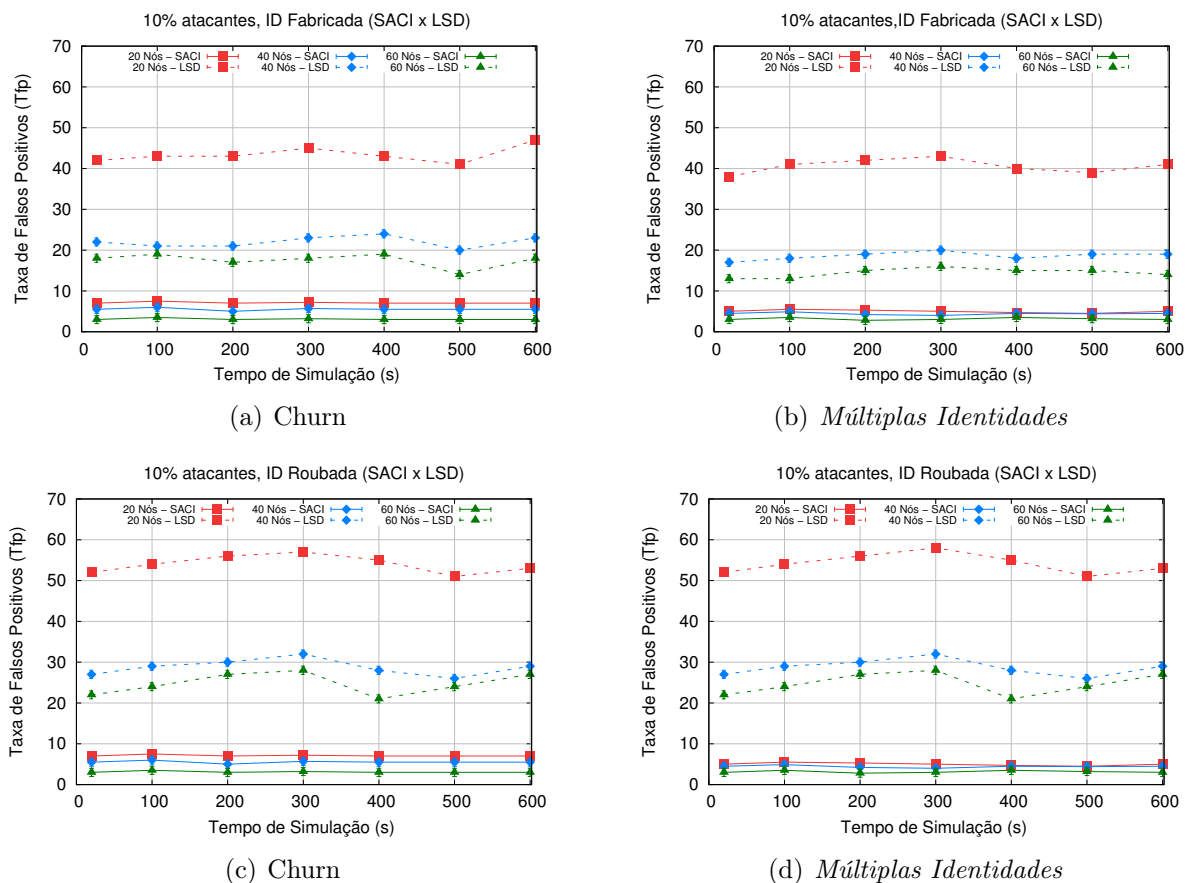 10% atacantes, ID Fabricada (SACI x LSD)
Taxa de Falsos Positivos (Tfp)
70
60
50
40
30
20
10
0
20 Nós – SACI 40 Nós – SACI 60 Nós – SACI
20 Nós – LSD 40 Nós – LSD 60 Nós – LSD
0 100 200 300 400 500 600
Tempo de Simulação (s)
(a) Churn
10% atacantes,ID Fabricada (SACI x LSD)
Taxa de Falsos Positivos (Tfp)
70
60
50
40
30
20
10
0
20 Nós – SACI 40 Nós – SACI 60 Nós – SACI
20 Nós – LSD 40 Nós – LSD 60 Nós – LSD
0 100 200 300 400 500 600
Tempo de Simulação (s)
(b) Múltiplas Identidades
10% atacantes, ID Roubada (SACI x LSD)
Taxa de Falsos Positivos (Tfp)
70
60
50
40
30
20
10
0
20 Nós – SACI 40 Nós – SACI 60 Nós – SACI
20 Nós – LSD 40 Nós – LSD 60 Nós – LSD
0 100 200 300 400 500 600
Tempo de Simulação (s)
(c) Churn
10% atacantes, ID Roubada (SACI x LSD)
Taxa de Falsos Positivos (Tfp)
70
60
50
40
30
20
10
0
20 Nós – SACI 40 Nós – SACI 60 Nós – SACI
20 Nós – LSD 40 Nós – LSD 60 Nós – LSD
0 100 200 300 400 500 600
Tempo de Simulação (s)
(d) Múltiplas Identidades